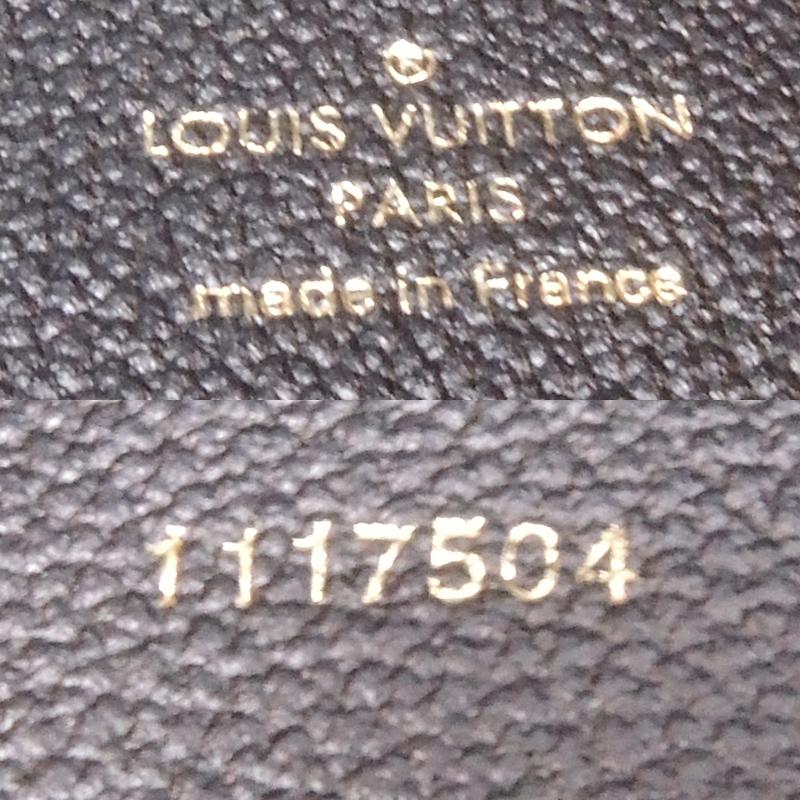 ®
LOUIS VUITTON
PARIS
made in France
1117504